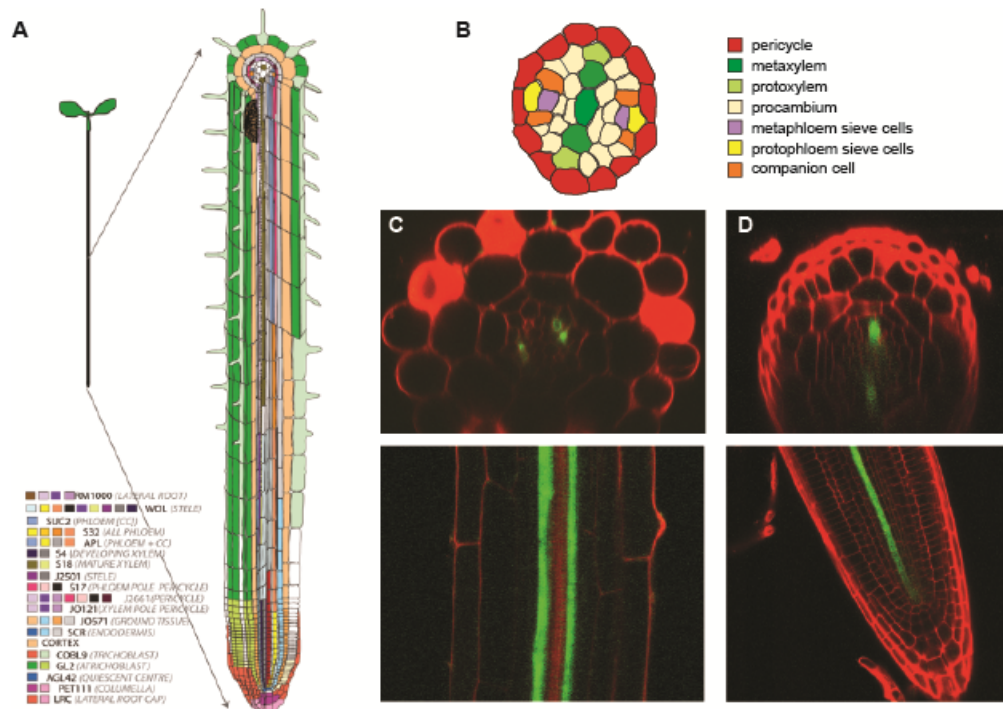 A
B
pericycle
metaxylem
protoxylem
procambium
metaphloem sieve cells
protophloem sieve cells
companion cell
C
D
RM1000 (LATERAL ROOT)
WOL (STELE)
SUC2 (PHLOEM [CC])
S32 (ALL PHLOEM)
APL (PHLOEM + CC)
S4 (DEVELOPING XYLEM)
S18 (MATURE XYLEM)
J2501 (STELE)
S17 (PHLOEM POLE PERICYCLE)
J2661 (PERICYCLE)
JO121 (XYLEM POLE PERICYCLE)
JO571 (GROUND TISSUE)
SCR (ENDODERMIS)
CORTEX
COBL9 (TRICHOBLAST)
GL2 (ATRICHOBLAST)
AGL42 (QUIESCENT CENTRE)
PET111 (COLUMELLA)
LRC (LATERAL ROOT CAP)